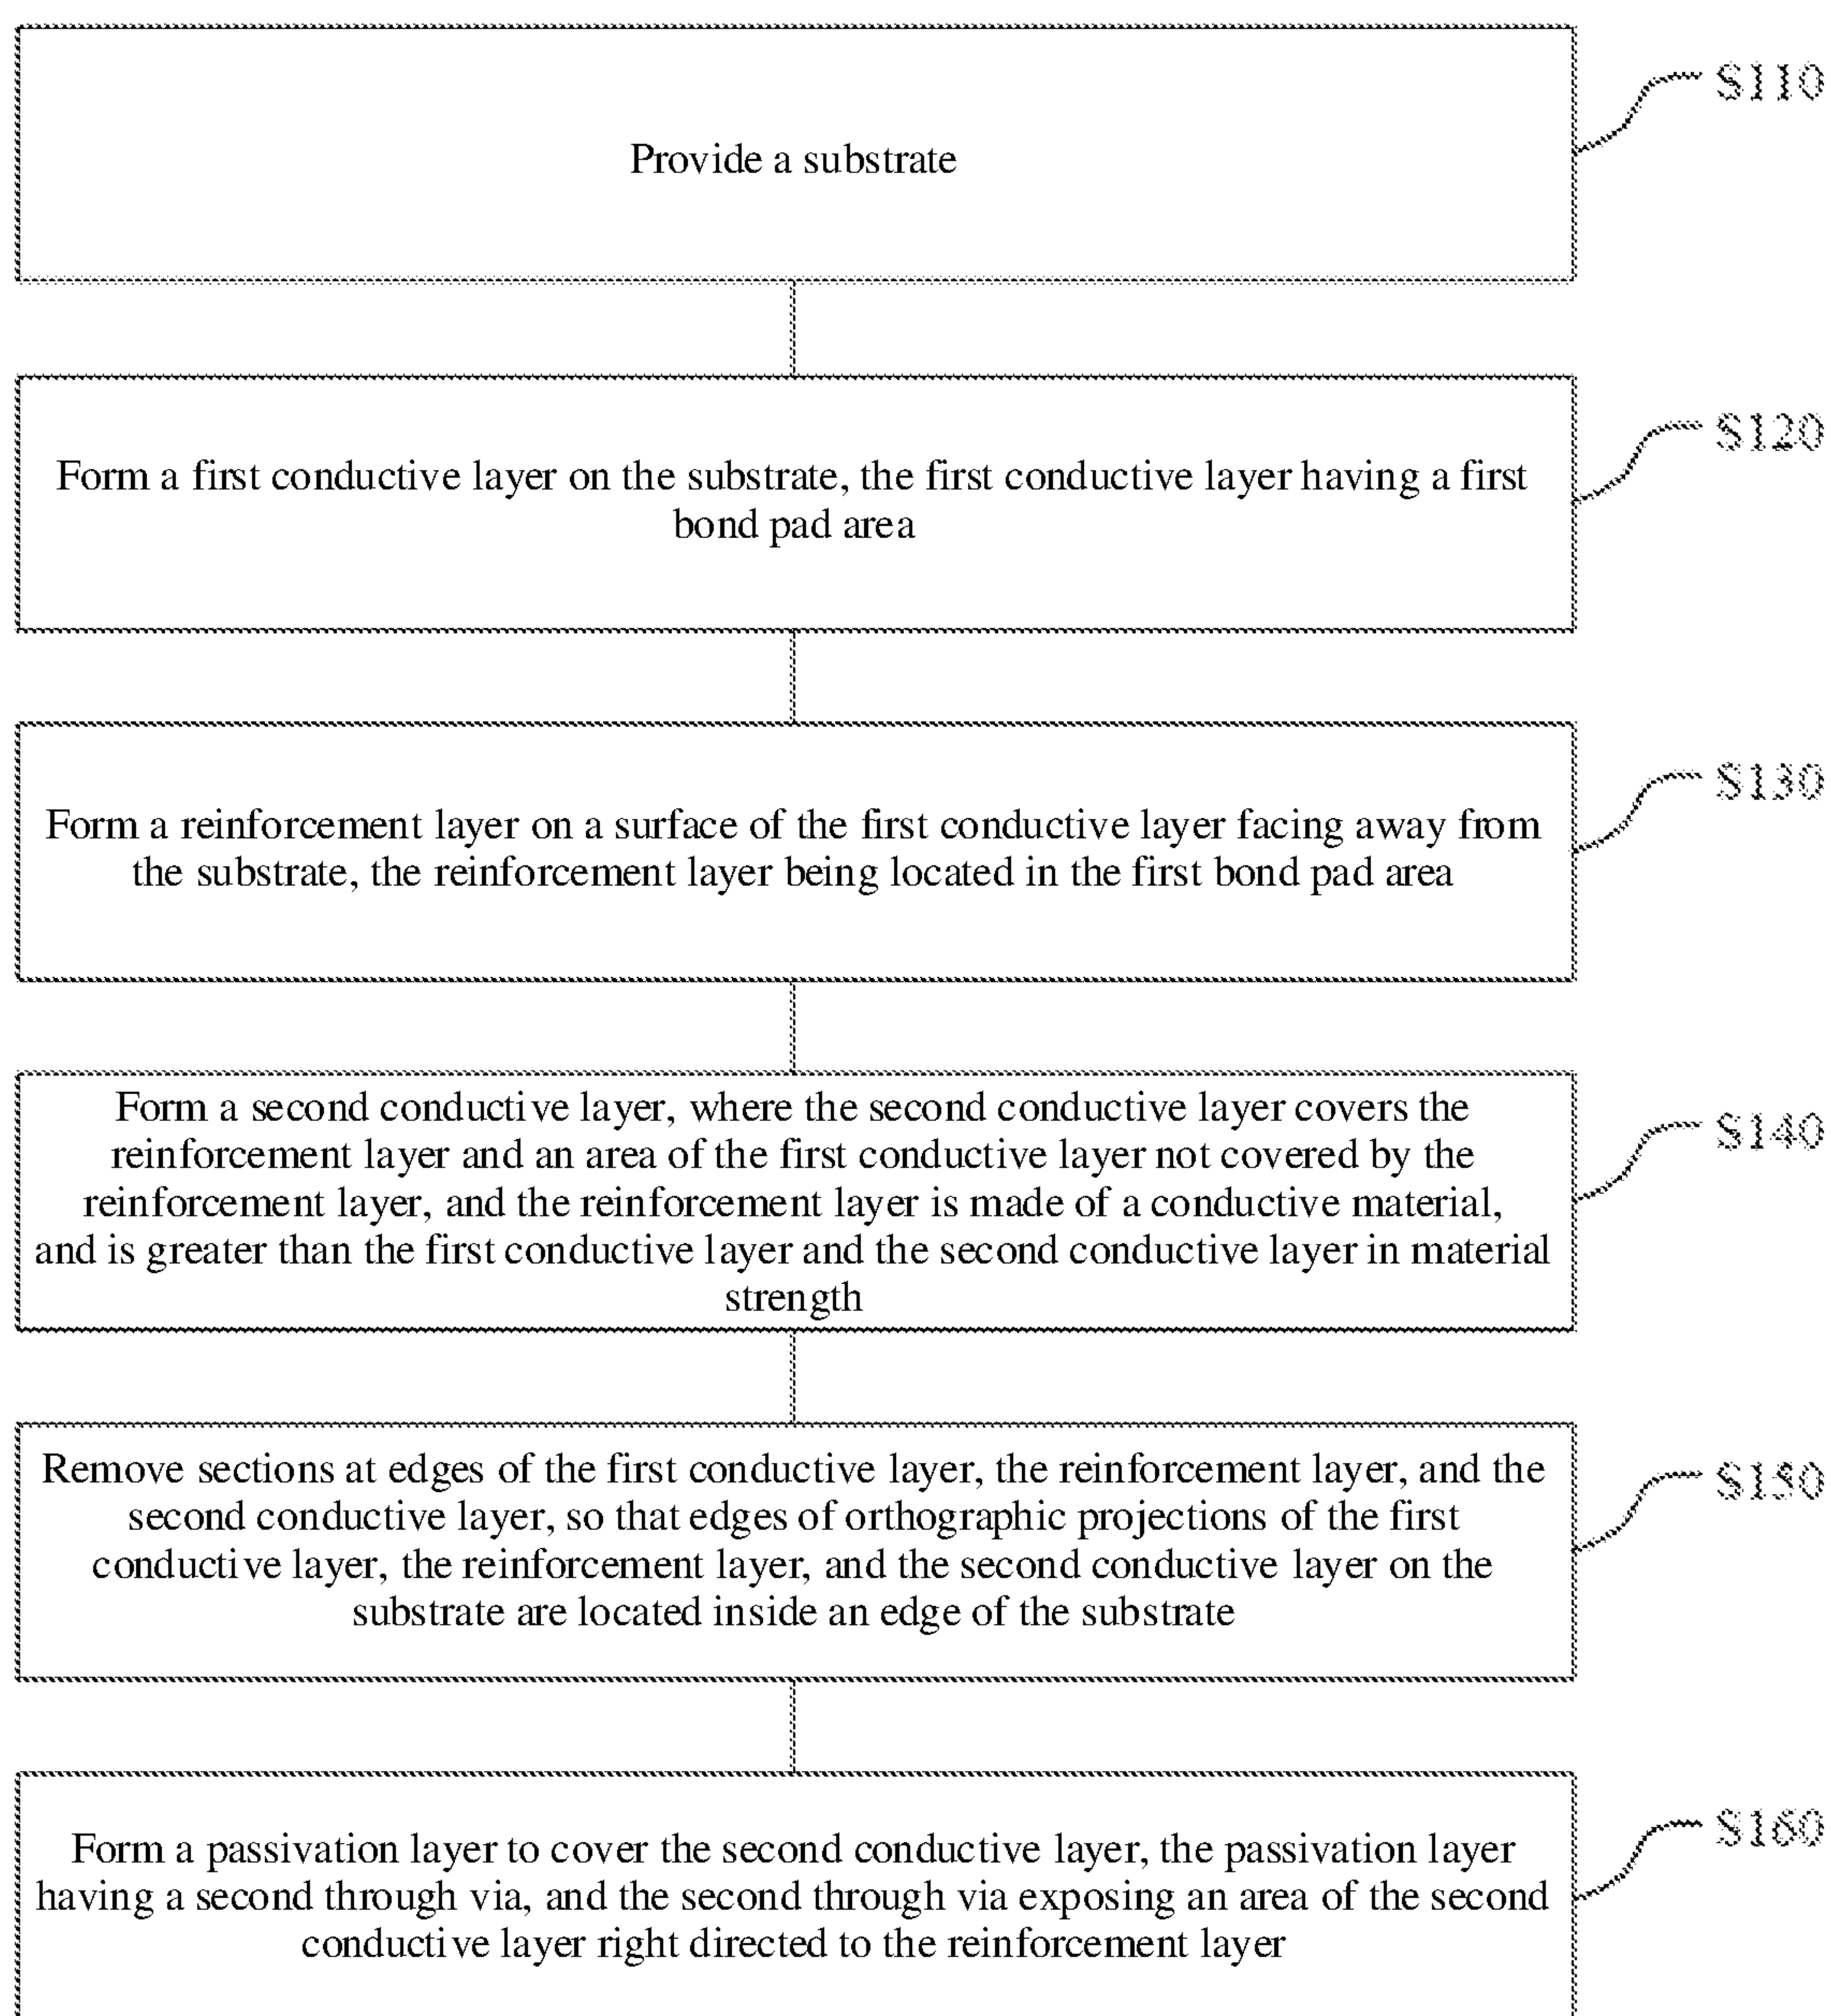 Provide a substrate
S110
Form a first conductive layer on the substrate, the first conductive layer having a first
bond pad area
S120
Form a reinforcement layer on a surface of the first conductive layer facing away from
the substrate, the reinforcement layer being located in the first bond pad area
S130
Form a second conductive layer, where the second conductive layer covers the
reinforcement layer and an area of the first conductive layer not covered by the
reinforcement layer, and the reinforcement layer is made of a conductive material,
and is greater than the first conductive layer and the second conductive layer in material
strength
S140
Remove sections at edges of the first conductive layer, the reinforcement layer, and the
second conductive layer, so that edges of orthographic projections of the first
conductive layer, the reinforcement layer, and the second conductive layer on the
substrate are located inside an edge of the substrate
S150
Form a passivation layer to cover the second conductive layer, the passivation layer
having a second through via, and the second through via exposing an area of the second
conductive layer right directed to the reinforcement layer
S160